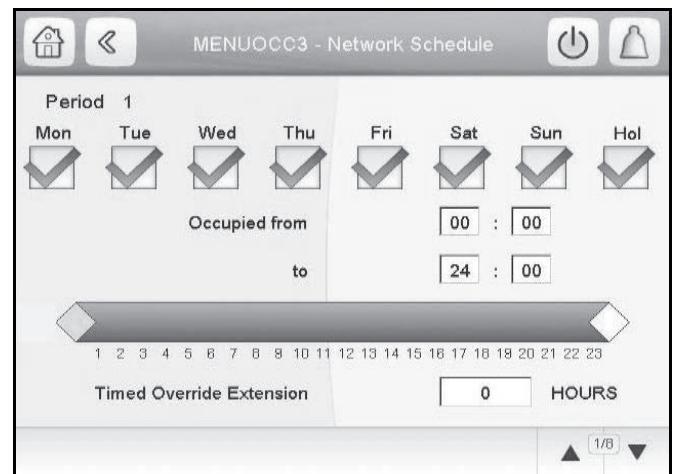 MENUOCC3 - Network Schedule
Period 1
Mon Tue Wed Thu Fri Sat Sun Hol
Occupied from 00 : 00
to 24 : 00
1 2 3 4 5 6 7 8 9 10 11 12 13 14 15 16 17 18 19 20 21 22 23
Timed Override Extension 0 HOURS
1/8